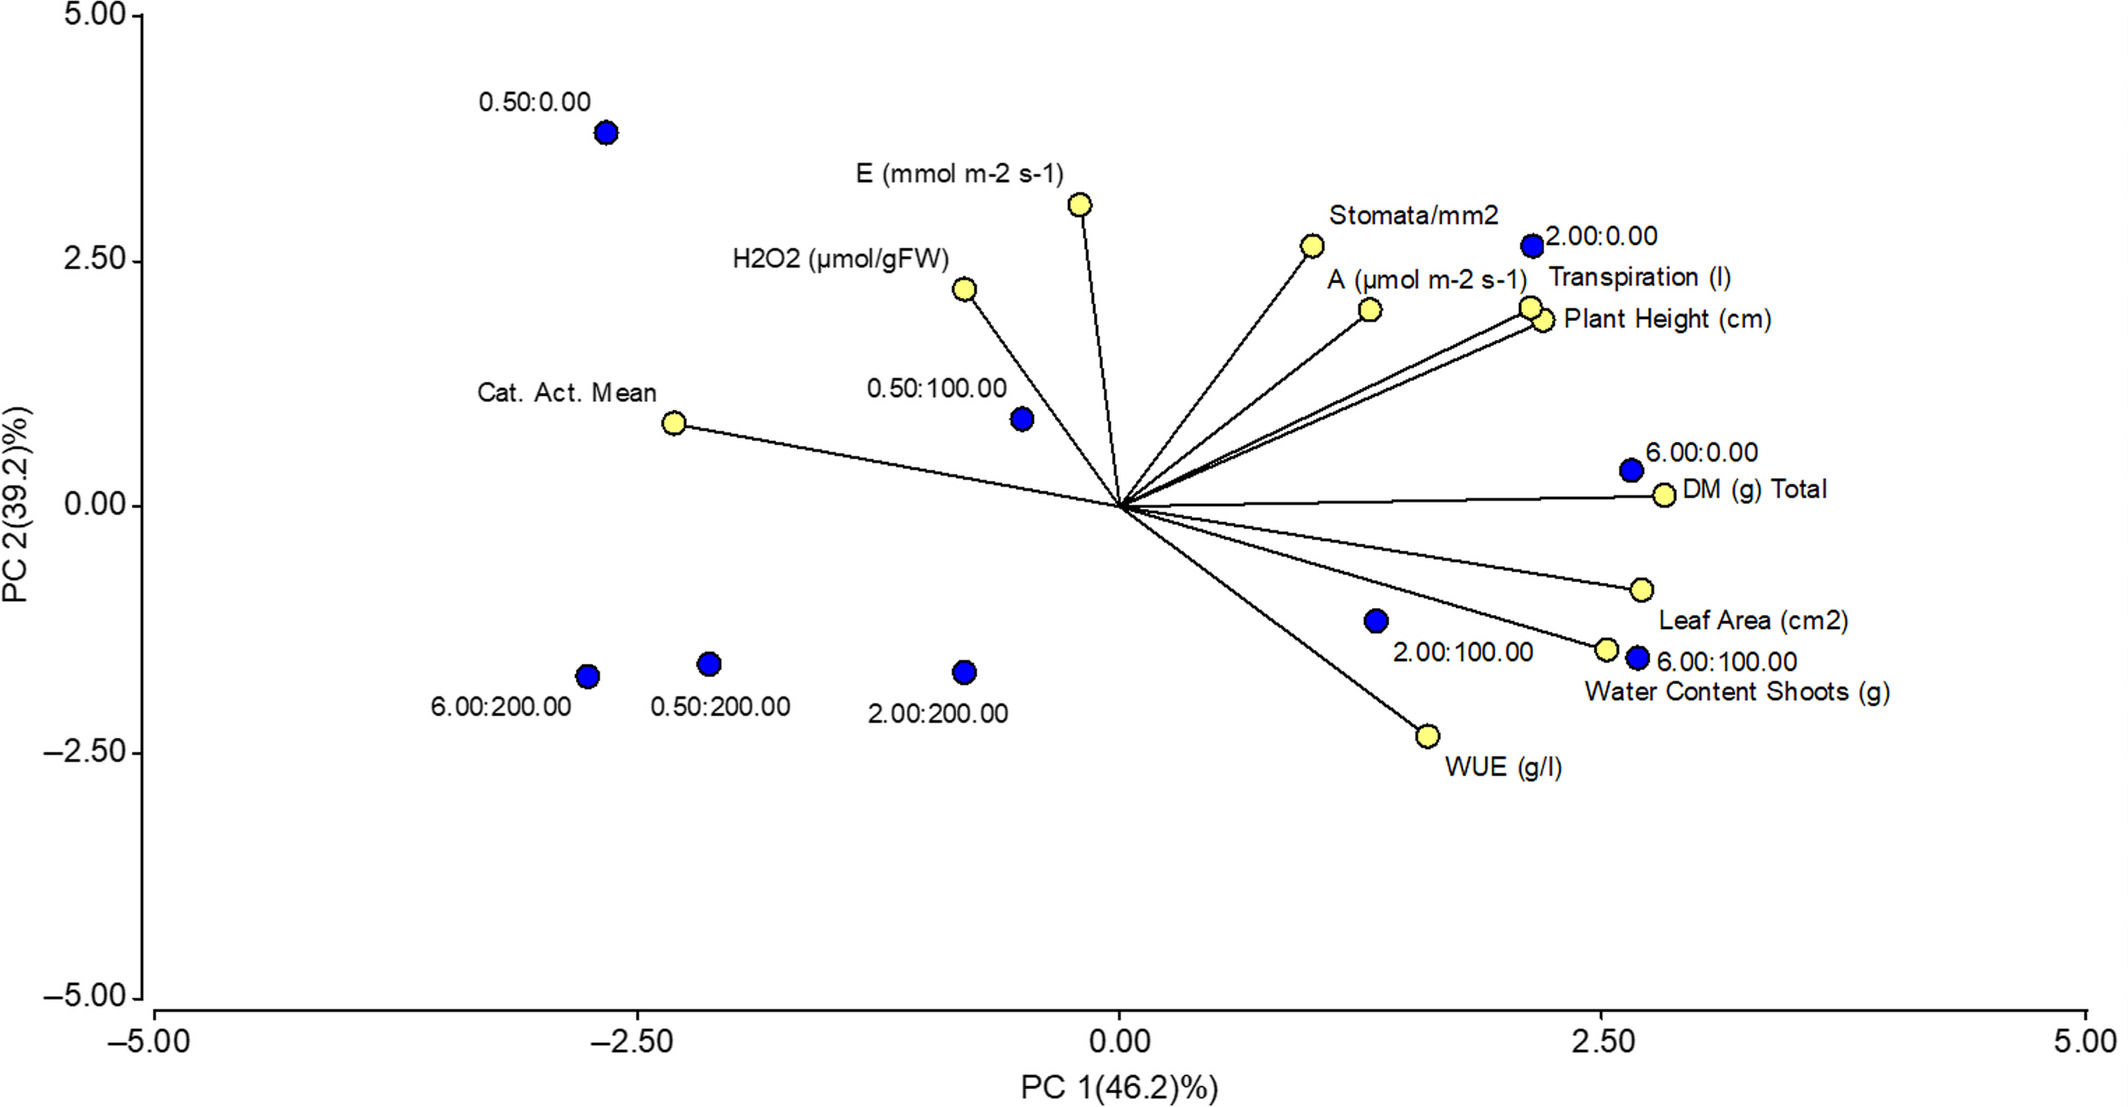 5.00
0.50:0.00
E (mmol m-2 s-1)
Stomata/mm2
2.00:0.00
2.50
H2O2 (µmol/gFW)
A (µmol m-2 s-1)
Transpiration (l)
Plant Height (cm)
Cat. Act. Mean
0.50:100.00
6.00:0.00
DM (g) Total
0.00
PC 2(39.2)%)
Leaf Area (cm2)
2.00:100.00
6.00:100.00
Water Content Shoots (g)
6.00:200.00
0.50:200.00
2.00:200.00
–2.50
WUE (g/l)
–5.00
–5.00
–2.50
0.00
2.50
5.00
PC 1(46.2)%)